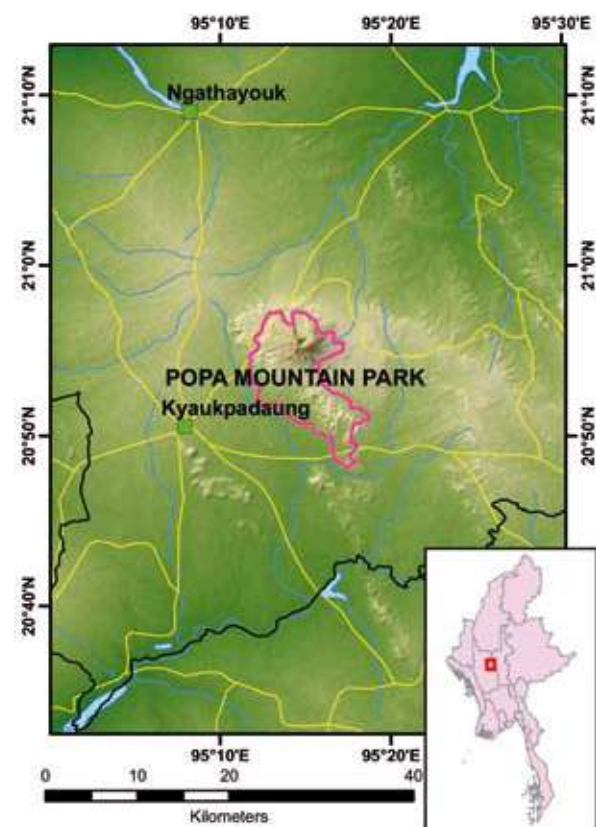 95°10'E 95°20'E 95°30'E
21°10'N 21°10'N
Ngathayouk
21°0'N 21°0'N
POPA MOUNTAIN PARK
Kyaukpadaung
20°50'N 20°50'N
20°40'N
95°10'E 95°20'E
0 10 20 40
Kilometers